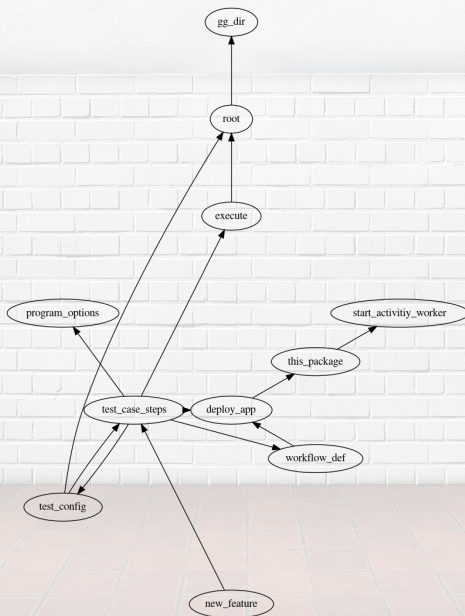 gg_dir
root
execute
program_options
start_activitiy_worker
this_package
test_case_steps
deploy_app
workflow_def
test_config
new_feature